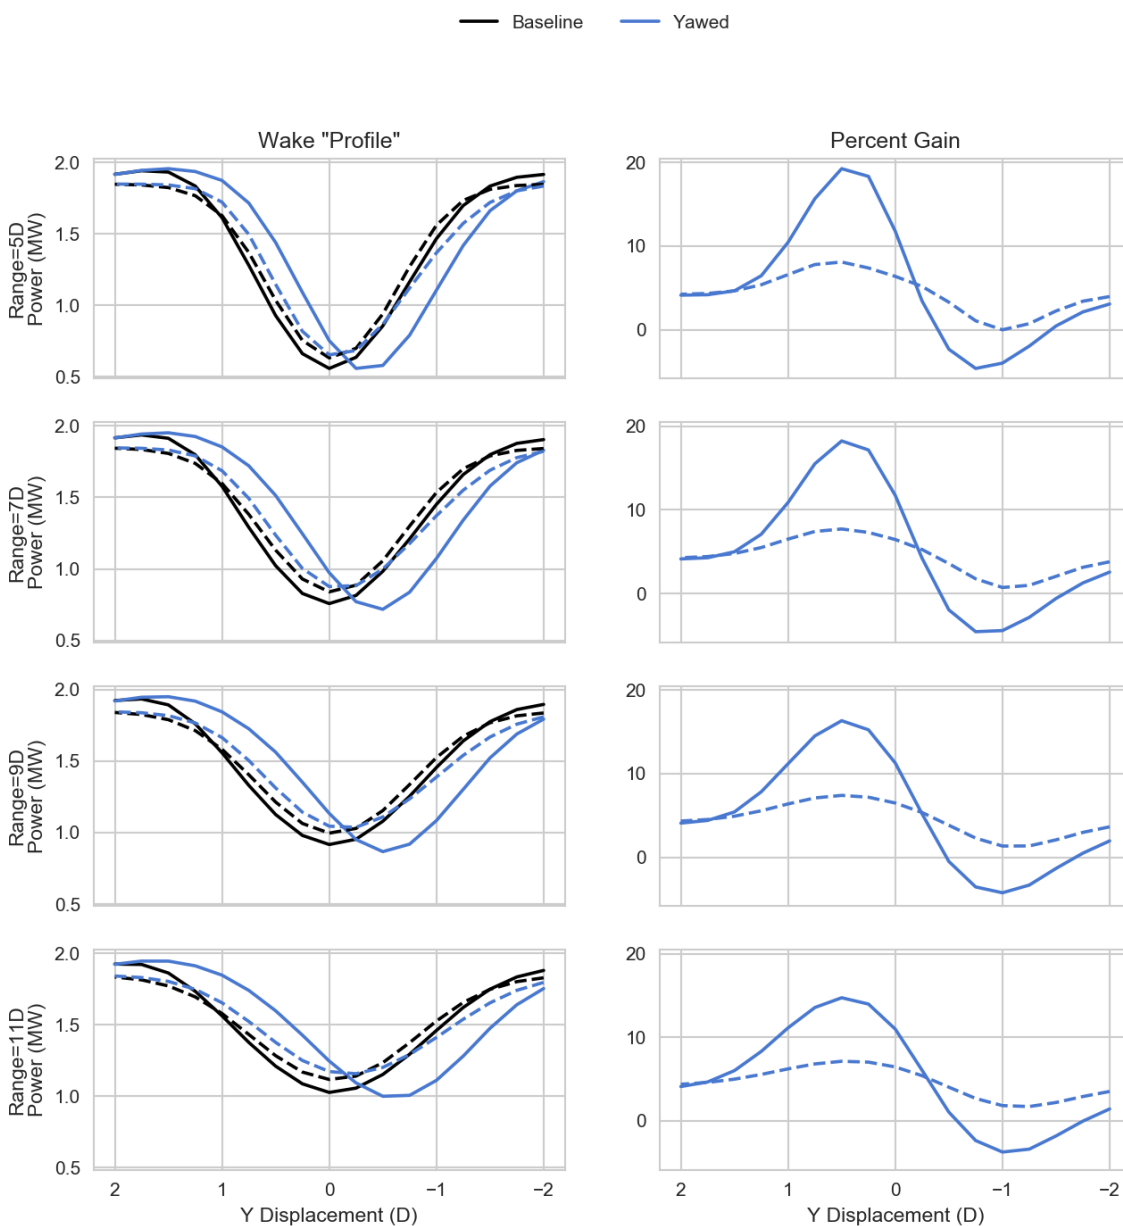 Baseline Yawed
Wake "Profile" Percent Gain
Range=5D
Power (MW)
2.0
1.5
1.0
0.5
20
10
0
Range=7D
Power (MW)
2.0
1.5
1.0
0.5
20
10
0
Range=9D
Power (MW)
2.0
1.5
1.0
0.5
20
10
0
Range=11D
Power (MW)
2.0
1.5
1.0
0.5
20
10
0
2 1 0 −1 −2
Y Displacement (D)
2 1 0 −1 −2
Y Displacement (D)